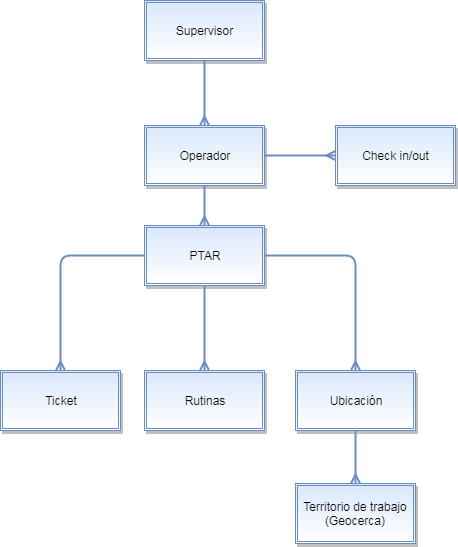 Supervisor
Operador
Check in/out
PTAR
Ticket
Rutinas
Ubicación
Territorio de trabajo
(Geocerca)